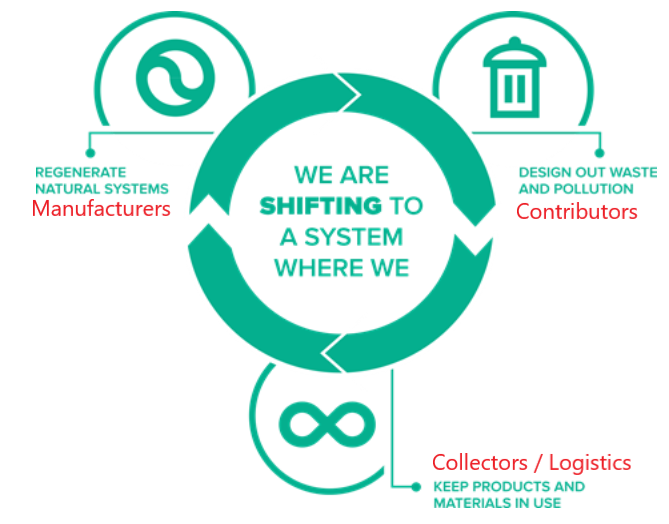 WE ARE
SHIFTING TO
A SYSTEM
WHERE WE
REGENERATE
NATURAL SYSTEMS
Manufacturers
DESIGN OUT WASTE
AND POLLUTION
Contributors
Collectors / Logistics
KEEP PRODUCTS AND
MATERIALS IN USE